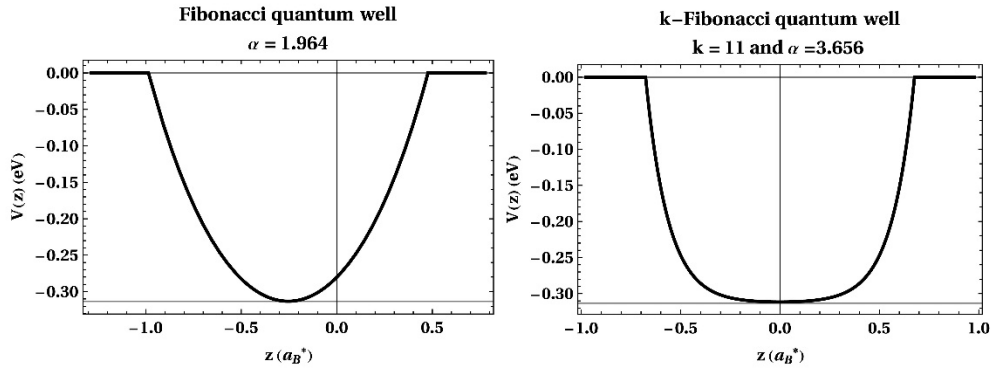 Fibonacci quantum well
α = 1.964
0.00
−0.05
−0.10
−0.15
−0.20
−0.25
−0.30
V(z) (eV)
−1.0
−0.5
0.0
0.5
z (a_B*)
k−Fibonacci quantum well
k = 11 and α =3.656
0.00
−0.05
−0.10
−0.15
−0.20
−0.25
−0.30
V(z) (eV)
−1.0
−0.5
0.0
0.5
1.0
z (a_B*)